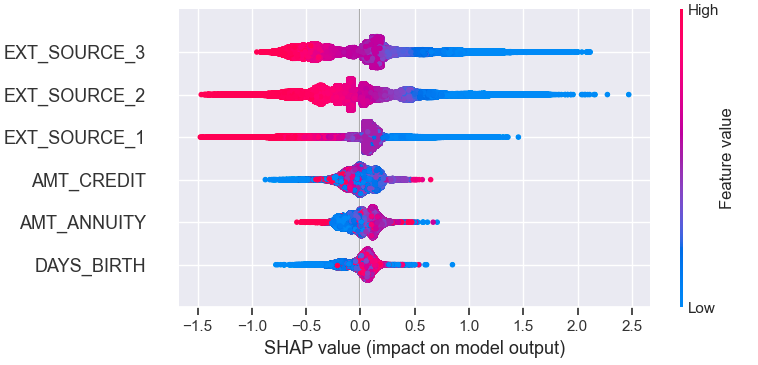 High
EXT_SOURCE_3
EXT_SOURCE_2
EXT_SOURCE_1
AMT_CREDIT
AMT_ANNUITY
DAYS_BIRTH
Feature value
Low
−1.5 −1.0 −0.5 0.0 0.5 1.0 1.5 2.0 2.5
SHAP value (impact on model output)